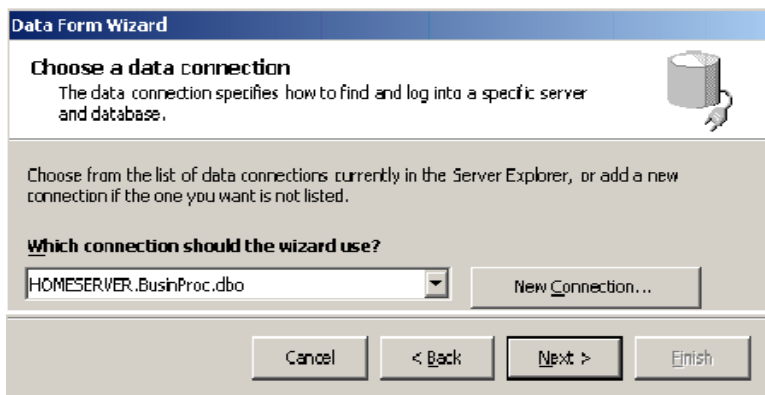 Data Form Wizard
Choose a data connection
The data connection specifies how to find and log into a specific server
and database.
Choose from the list of data connections currently in the Server Explorer, or add a new
connection if the one you want is not listed.
Which connection should the wizard use?
HOMESERVER.BusinProc.dbo
New Connection...
Cancel
< Back
Next >
Finish